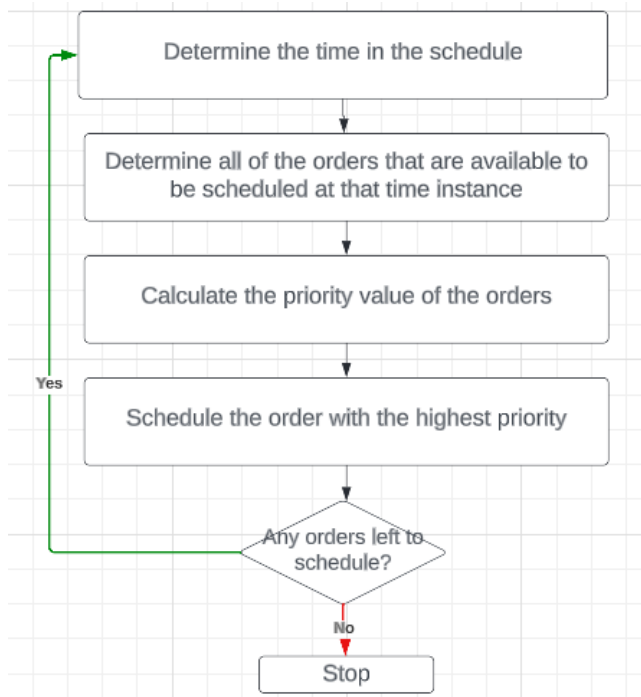 Determine the time in the schedule
Determine all of the orders that are available to
be scheduled at that time instance
Calculate the priority value of the orders
Yes
Schedule the order with the highest priority
Any orders left to
schedule?
No
Stop